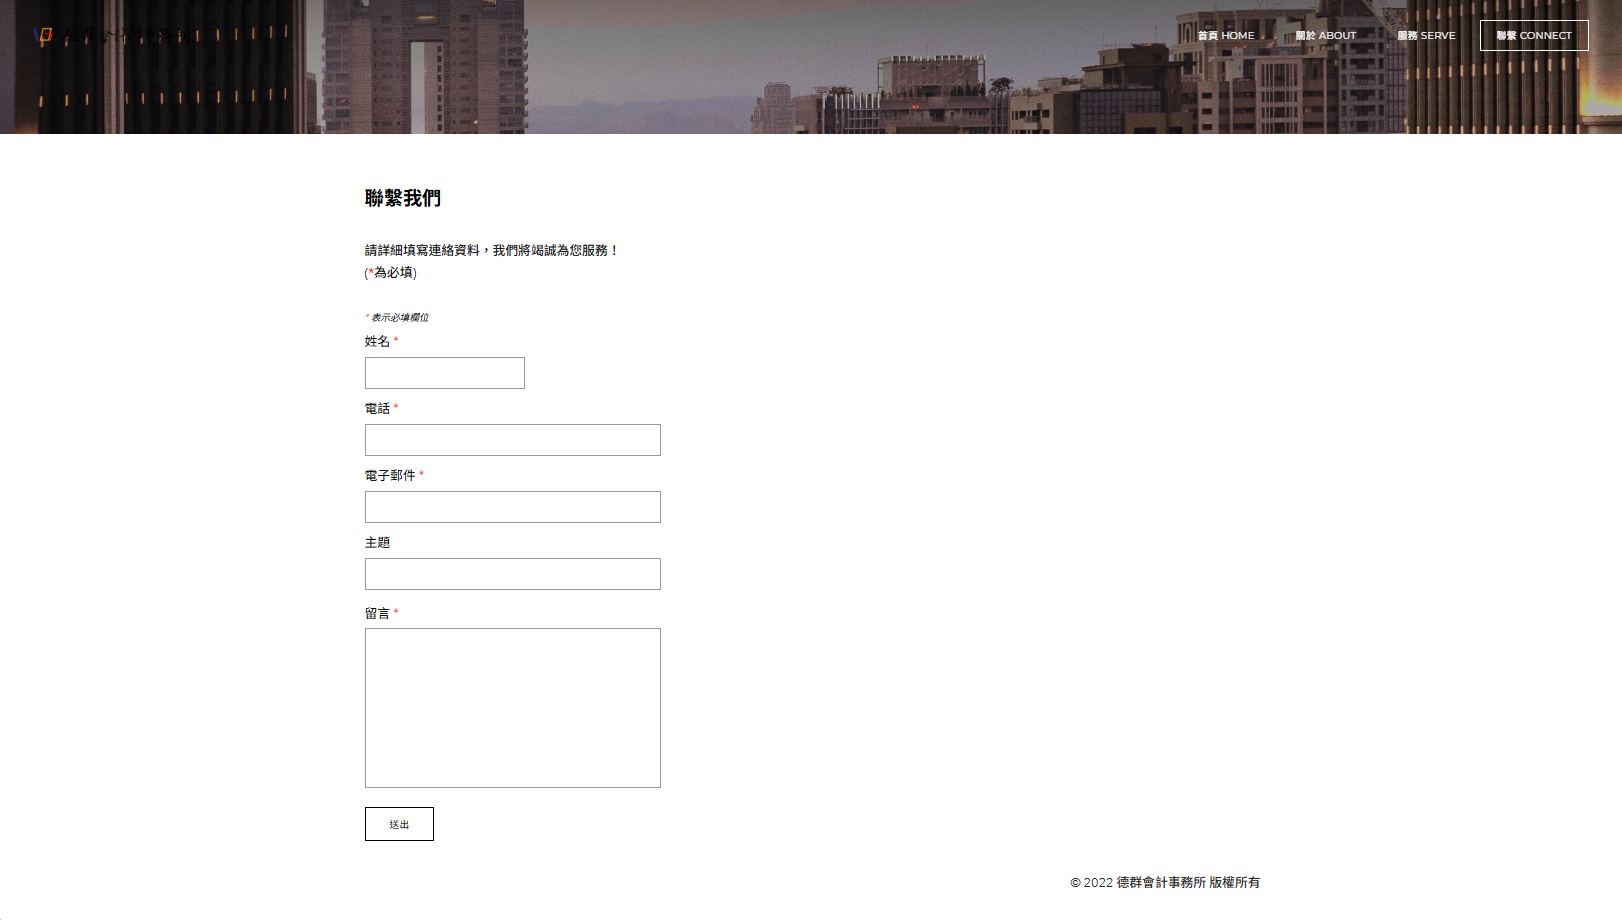 首頁 HOME
關於 ABOUT
服務 SERVE
聯繫 CONNECT
聯繫我們
請詳細填寫連絡資料，我們將竭誠為您服務！
(*為必填)
* 表示必填欄位
姓名 *
電話 *
電子郵件 *
主題
留言 *
送出
© 2022 德群會計事務所 版權所有